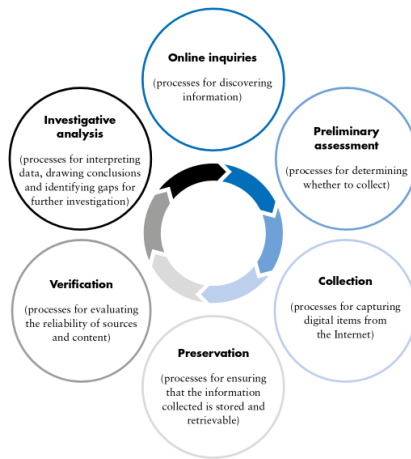 Online inquiries
(processes for discovering
information)
Preliminary
assessment
(processes for determining
whether to collect)
Collection
(processes for capturing
digital items from
the Internet)
Preservation
(processes for ensuring
that the information
collected is stored and
retrievable)
Verification
(processes for evaluating
the reliability of sources
and content)
Investigative
analysis
(processes for interpreting
data, drawing conclusions
and identifying gaps for
further investigation)